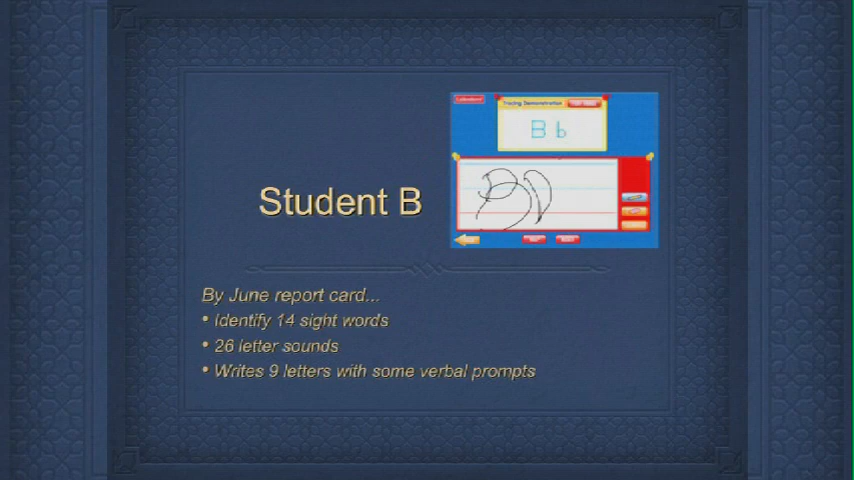 Tracing Demonstration
B b
Student B
By June report card...
• Identify 14 sight words
• 26 letter sounds
• Writes 9 letters with some verbal prompts